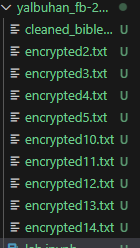 yalbuhan_fb-2...
cleaned_bible... U
encrypted2.txt U
encrypted3.txt U
encrypted4.txt U
encrypted5.txt U
encrypted10.txt U
encrypted11.txt U
encrypted12.txt U
encrypted13.txt U
encrypted14.txt U